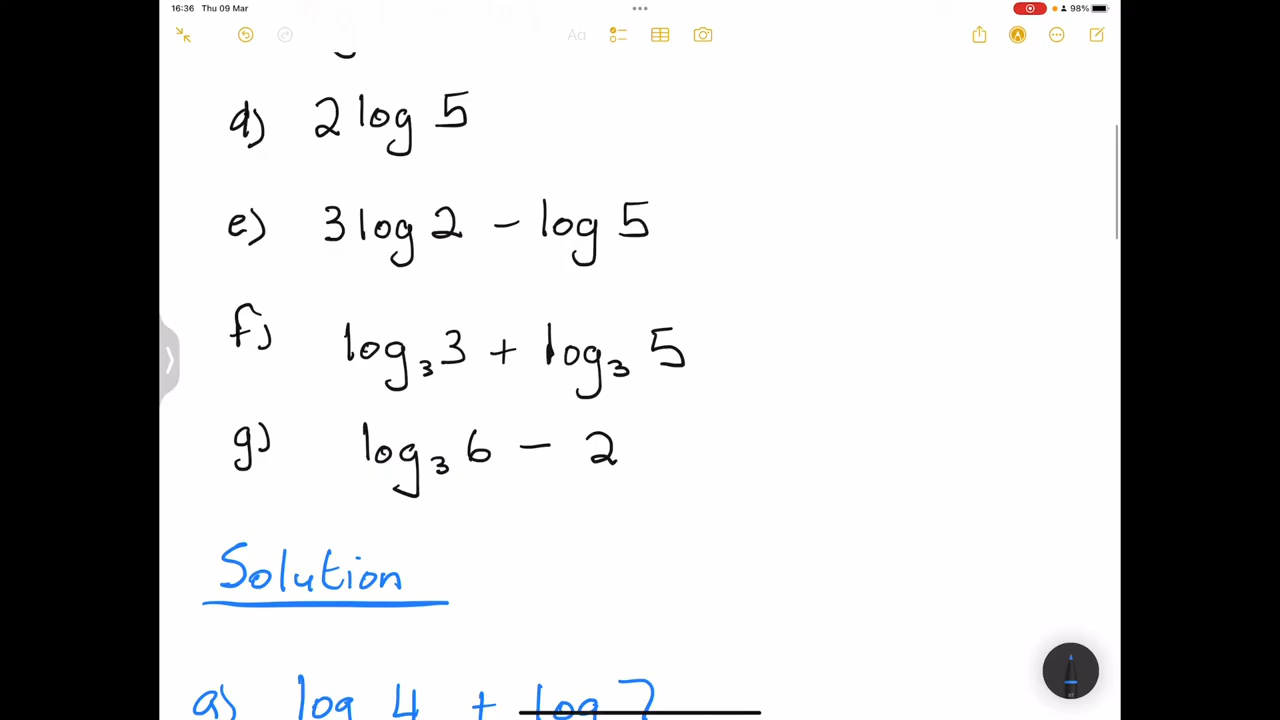 16:36 Thu 09 Mar 98%
Aa
d) 2 log 5
e) 3 log 2 - log 5
f) log₃ 3 + log₃ 5
g) log₃ 6 - 2
Solution
a) log 4 + log 7